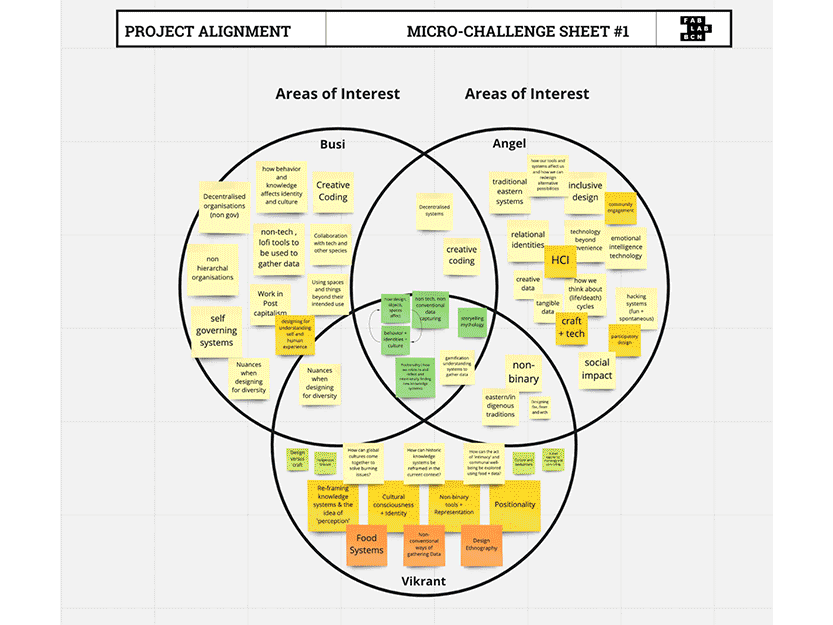 PROJECT ALIGNMENT
MICRO-CHALLENGE SHEET #1
FAB
LAB
BCN
Areas of Interest
Areas of Interest
Busi
Angel
Decentralised
organisations
(non gov)
how behavior
and
knowledge
affects identity
and culture
Creative
Coding
non-tech ,
lofi tools to
be used to
gather data
Collaboration
with tech and
other species
non
hierarchal
organisations
Work in
Post
capitalism
Using spaces
and things
beyond their
intended use
self
governing
systems
designing for
understanding
self and
human
experience
Nuances
when
designing
for diversity
Nuances
when
designing
for diversity
Decentralised
systems
creative
coding
how design,
objects,
spaces
affect
non tech, non
conventional
data
capturing
storytelling
mythology
behavior +
identities +
culture
gamification
understanding
systems to
gather data
how our tools and
systems affect us
and how we can
redesign
alternative
possibilities
traditional
eastern
systems
inclusive
design
community
engagement
relational
identities
technology
beyond
emotional
intelligence
technology
HCI
creative
data
how we
think about
(life/death)
cycles
tangible
data
hacking
systems
(fun +
spontaneous)
craft
+ tech
participatory
design
social
impact
non-
binary
eastern/in
digenous
traditions
Designing
for, from
and with
Design
versus
craft
How can global
cultures come
together to
solve burning
issues?
How can historic
knowledge
systems be
reframed in the
current context?
How can the act
of 'intimacy' and
communal well-
being be explored
using food + data?
Re-framing
knowledge
systems & the
idea of
'perception'
Cultural
consciousness
+ Identity
Non-binary
tools +
Representation
Positionality
Food
Systems
Non-
conventional
ways of
gathering Data
Design
Ethnography
Vikrant